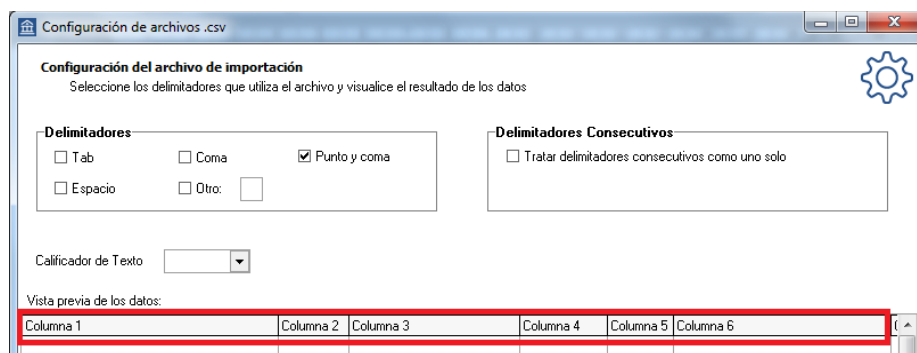 Configuración de archivos .csv
Configuración del archivo de importación
Seleccione los delimitadores que utiliza el archivo y visualice el resultado de los datos
Delimitadores
Tab
Coma
Punto y coma
Espacio
Otro:
Delimitadores Consecutivos
Tratar delimitadores consecutivos como uno solo
Calificador de Texto
Vista previa de los datos:
Columna 1 Columna 2 Columna 3 Columna 4 Columna 5 Columna 6